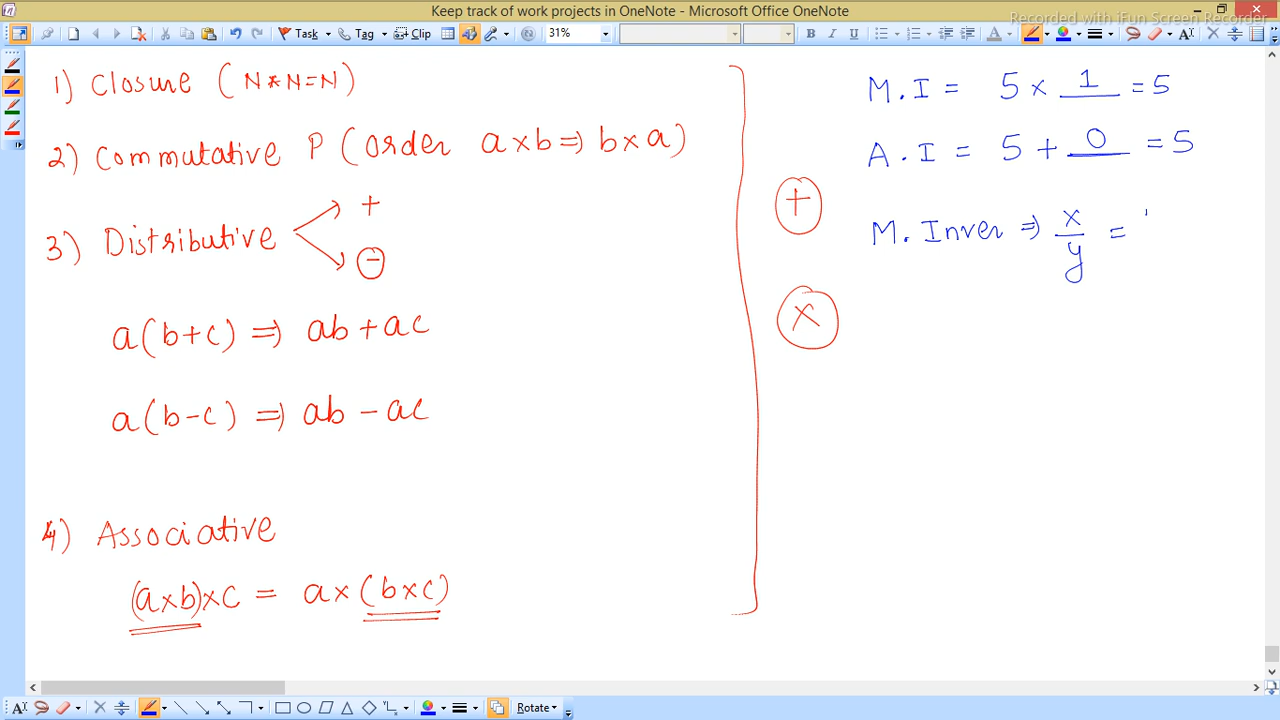 Keep track of work projects in OneNote - Microsoft Office OneNote
Recorded with iFun Screen Recorder
Task Tag Clip 31% B I U
1) Closure (N*N=N)
2) Commutative P (order a×b ⇒ b×a)
3) Distributive
+
-
a(b+c) ⇒ ab+ac
a(b-c) ⇒ ab-ac
4) Associative
(a×b)×c = a×(b×c)
+
×
M.I = 5 × 1 = 5
A.I = 5 + 0 = 5
M. Inver ⇒ x/y =
Rotate